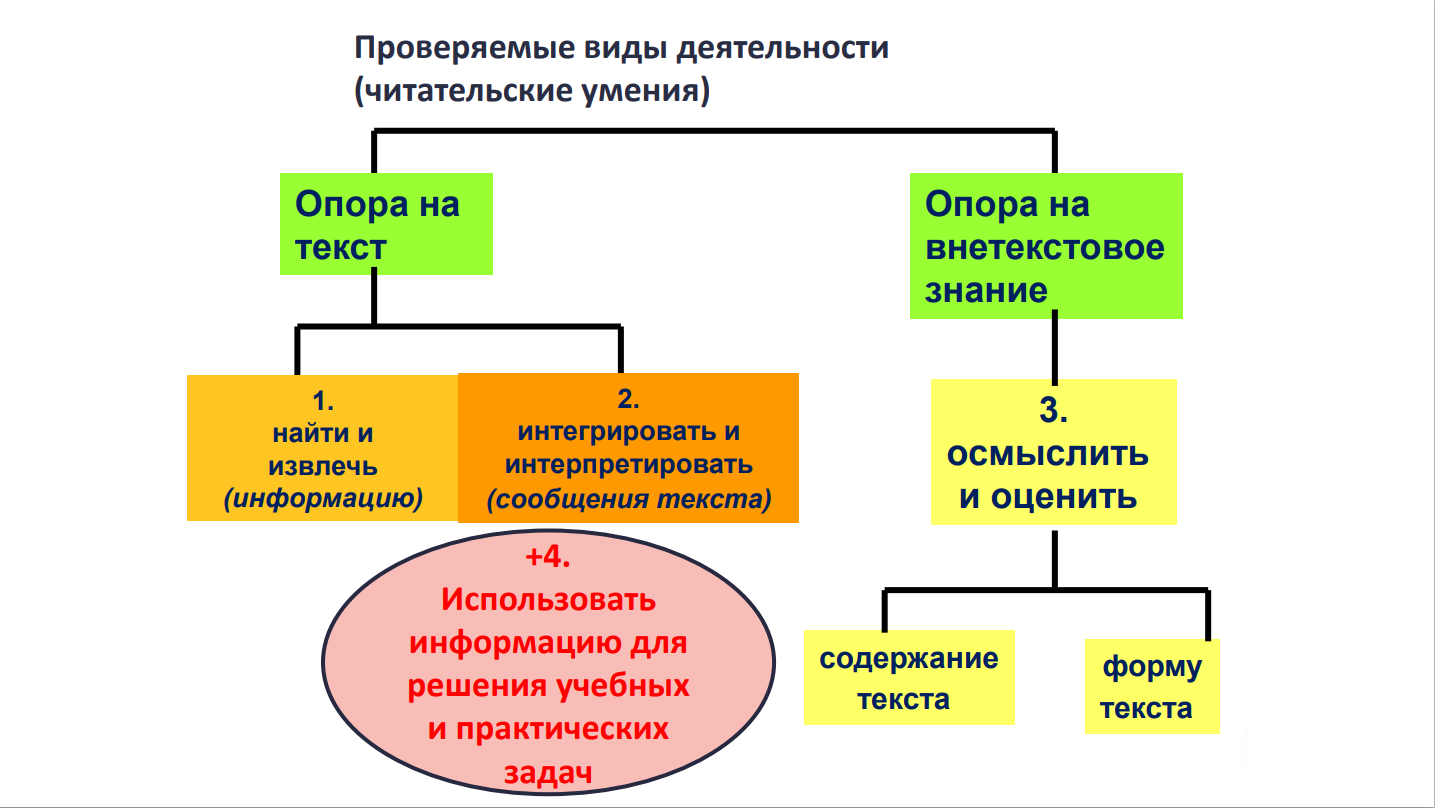 Проверяемые виды деятельности
(читательские умения)
Опора на
текст
Опора на
внетекстовое
знание
1.
найти и
извлечь
(информацию)
2.
интегрировать и
интерпретировать
(сообщения текста)
3.
осмыслить
и оценить
+4.
Использовать
информацию для
решения учебных
и практических
задач
содержание
текста
форму
текста